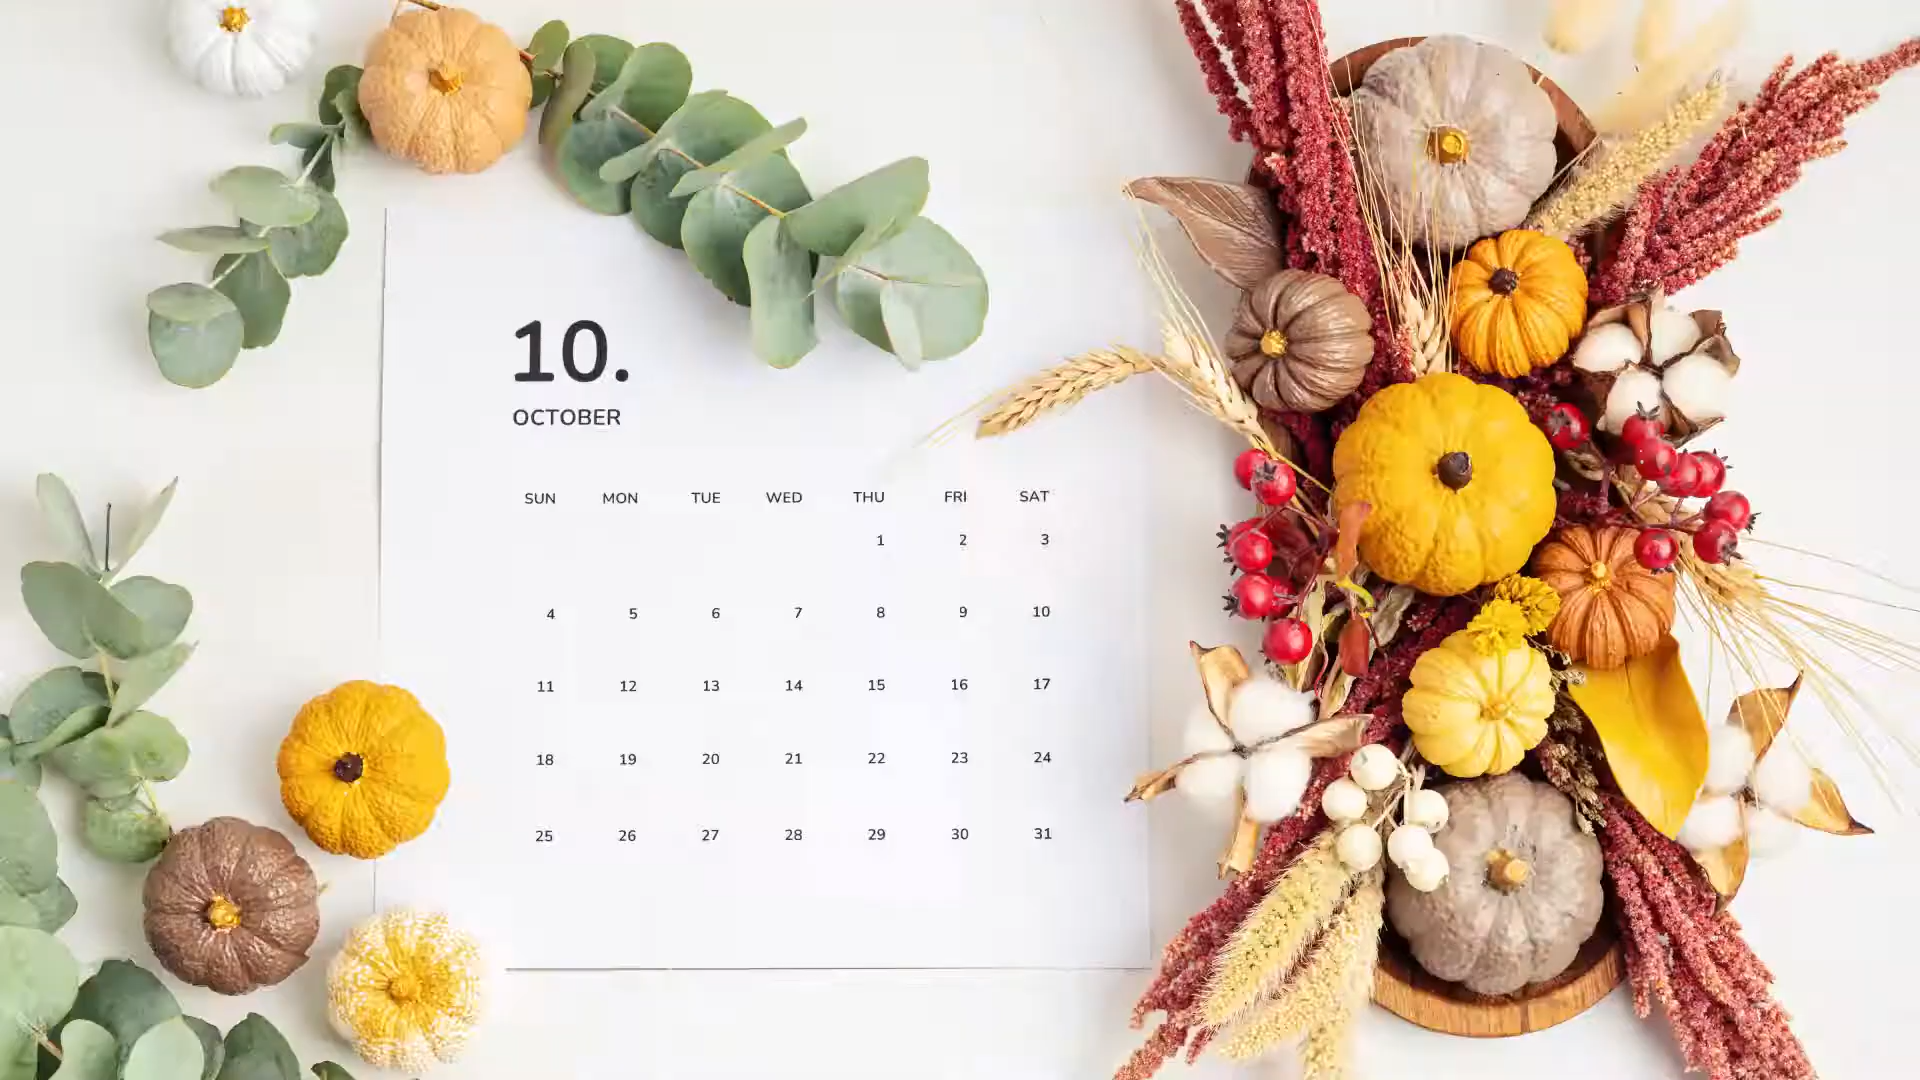 10.
OCTOBER
SUN MON TUE WED THU FRI SAT
1 2 3
4 5 6 7 8 9 10
11 12 13 14 15 16 17
18 19 20 21 22 23 24
25 26 27 28 29 30 31